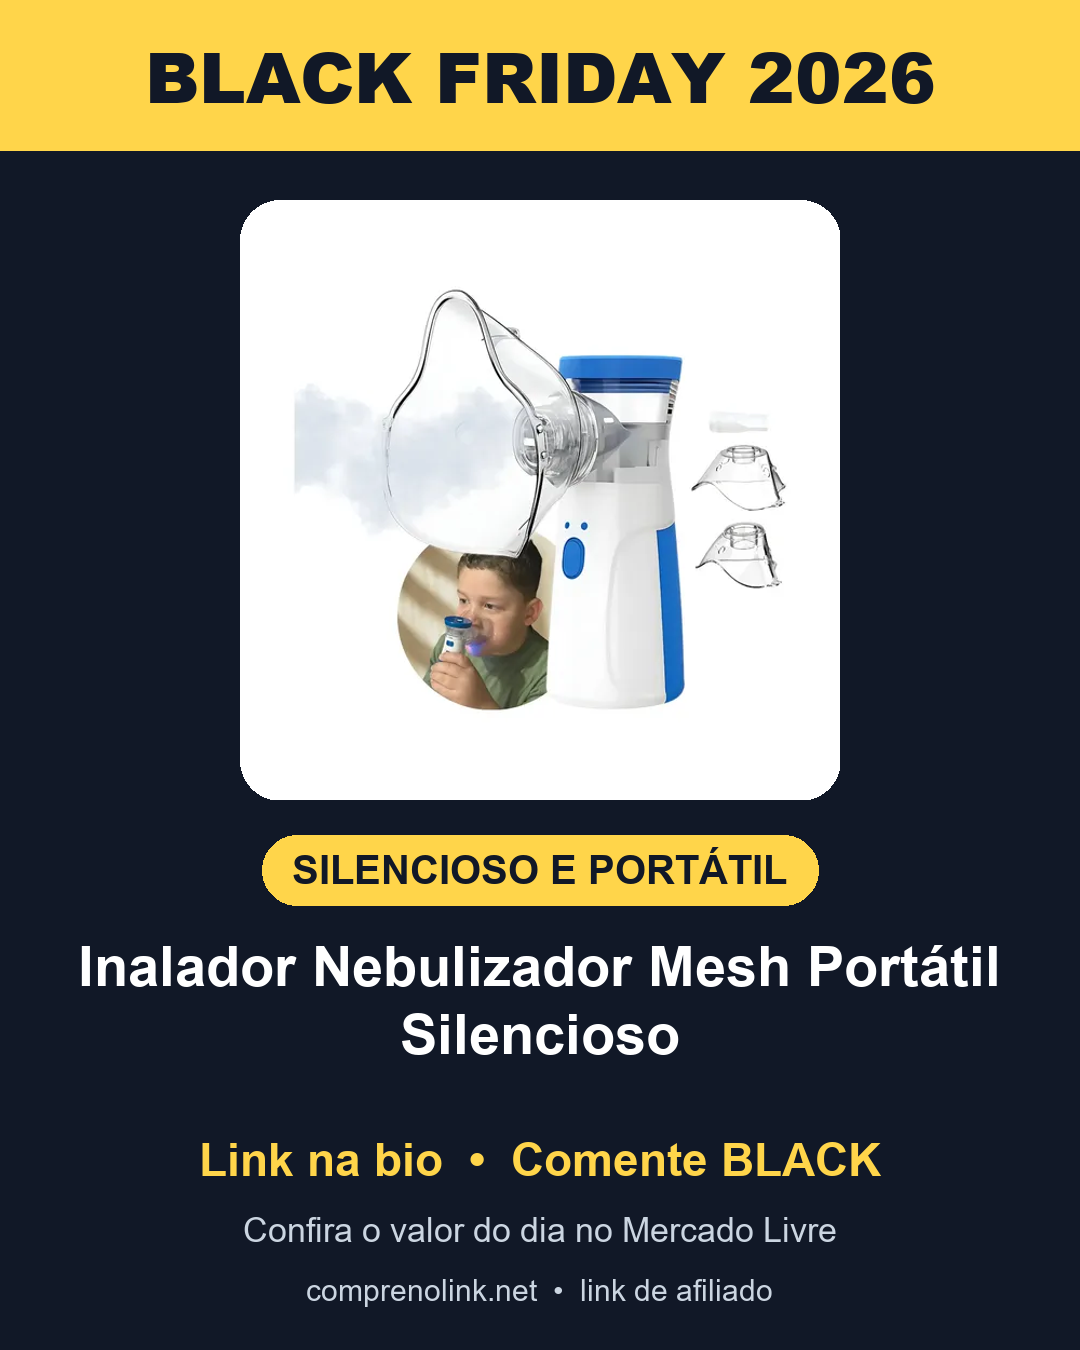 BLACK FRIDAY 2026
SILENCIOSO E PORTÁTIL
Inalador Nebulizador Mesh Portátil
Silencioso
Link na bio • Comente BLACK
Confira o valor do dia no Mercado Livre
comprenolink.net • link de afiliado